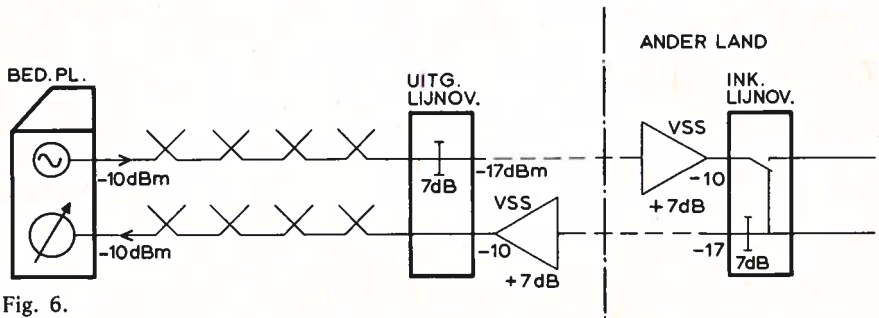 ANDER LAND
BED. PL.
UITG.
LIJNOV.
INK.
LIJNOV.
VSS
-10dBm
7dB
-17dBm
-10
+7dB
VSS
-10dBm
-10
-17
7dB
+7dB
Fig. 6.